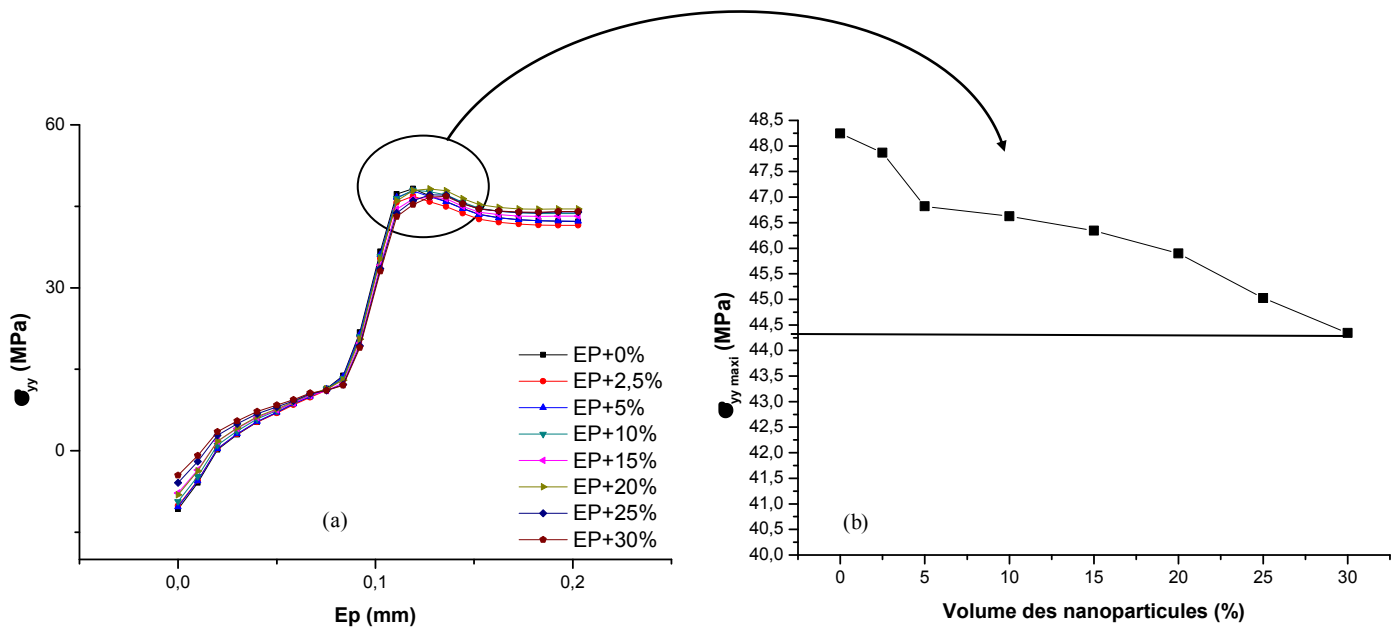 60
30
0
σyy (MPa)
0,0
0,1
0,2
Ep (mm)
EP+0%
EP+2,5%
EP+5%
EP+10%
EP+15%
EP+20%
EP+25%
EP+30%
(a)
48,5
48,0
47,5
47,0
46,5
46,0
45,5
45,0
44,5
44,0
43,5
43,0
42,5
42,0
41,5
41,0
40,5
40,0
σyy maxi (MPa)
(b)
0
5
10
15
20
25
30
Volume des nanoparticules (%)